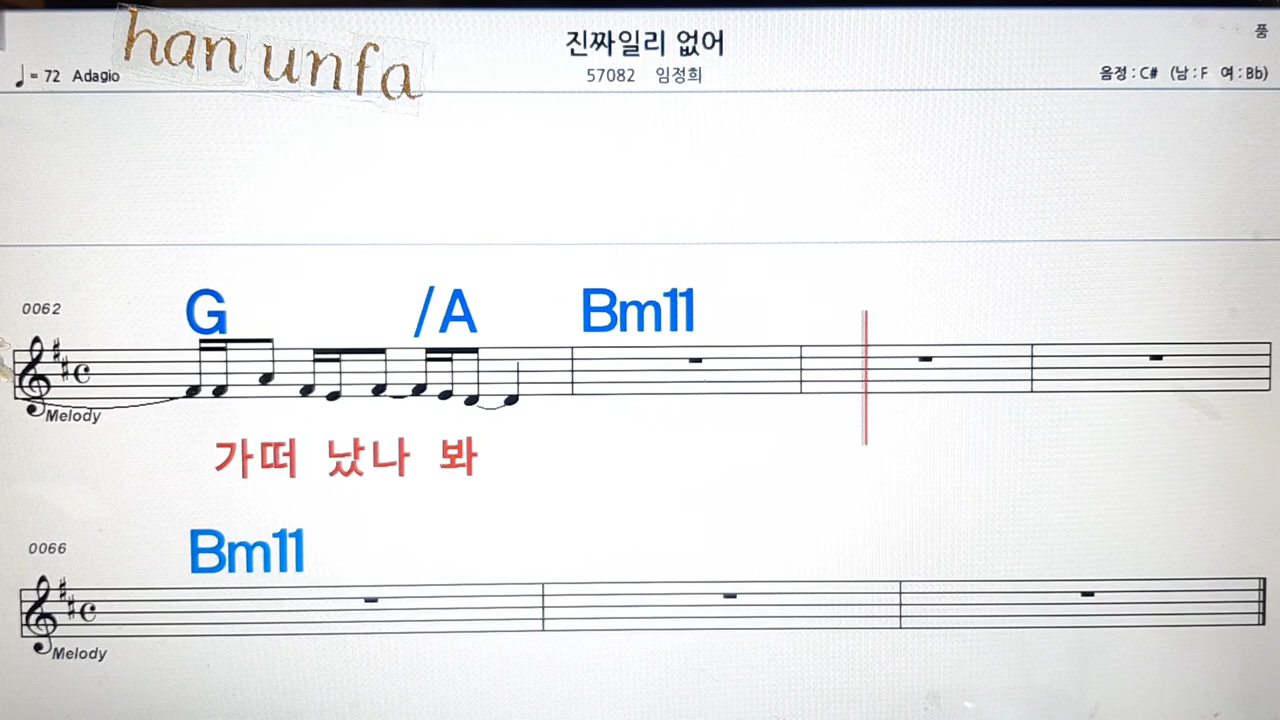 han unfa
진짜일리 없어
품
♩= 72 Adagio
57082 임정희
음정 : C# (남 : F 여 : Bb)
0062
G /A Bm11
Melody
가떠 났나 봐
0066
Bm11
Melody